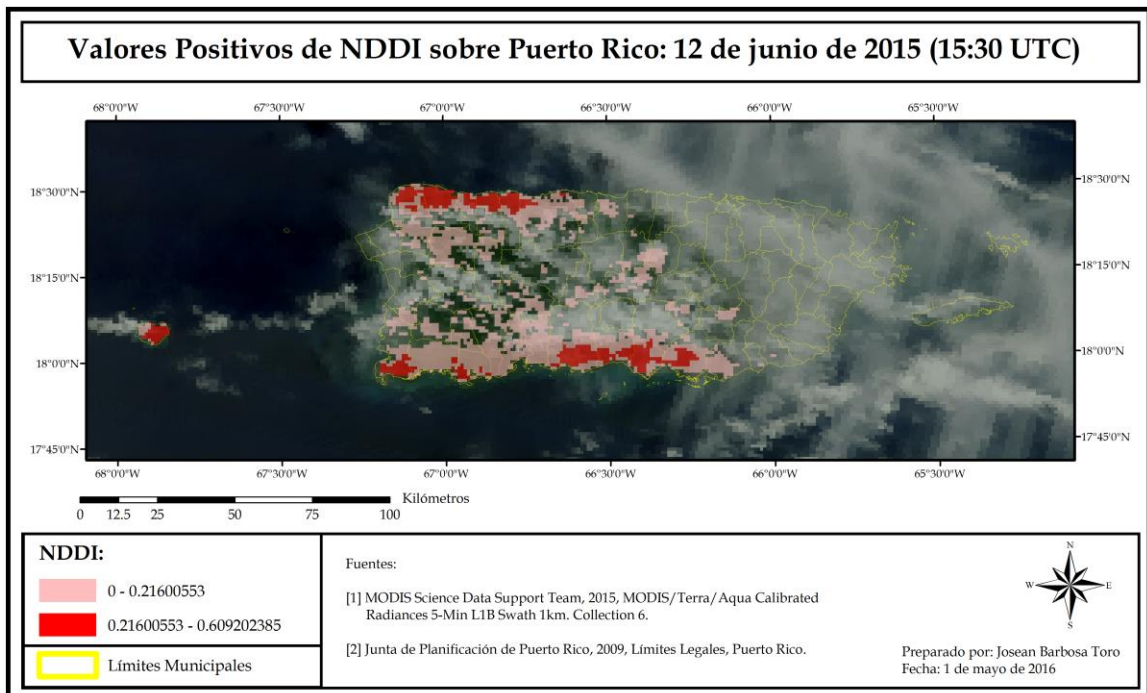 Valores Positivos de NDDI sobre Puerto Rico: 12 de junio de 2015 (15:30 UTC)
68°0'0"W 67°30'0"W 67°0'0"W 66°30'0"W 66°0'0"W 65°30'0"W
18°30'0"N 18°30'0"N
18°15'0"N 18°15'0"N
18°0'0"N 18°0'0"N
17°45'0"N 17°45'0"N
68°0'0"W 67°30'0"W 67°0'0"W 66°30'0"W 66°0'0"W 65°30'0"W
Kilómetros
0 12.5 25 50 75 100
NDDI:
0 - 0.21600553
0.21600553 - 0.609202385
Límites Municipales
Fuentes:
[1] MODIS Science Data Support Team, 2015, MODIS/Terra/Aqua Calibrated
Radiances 5-Min L1B Swath 1km. Collection 6.
[2] Junta de Planificación de Puerto Rico, 2009, Límites Legales, Puerto Rico.
N
W E
S
Preparado por: Josean Barbosa Toro
Fecha: 1 de mayo de 2016